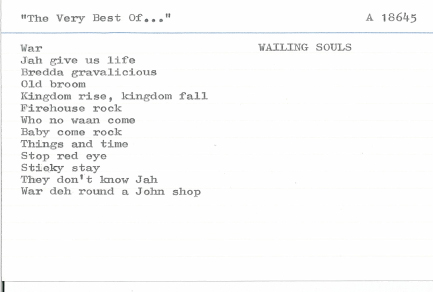 "The Very Best Of..." A 18645
War WAILING SOULS
Jah give us life
Bredda gravalicious
Old broom
Kingdom rise, kingdom fall
Firehouse rock
Who no waan come
Baby come rock
Things and time
Stop red eye
Sticky stay
They don't know Jah
War deh round a John shop